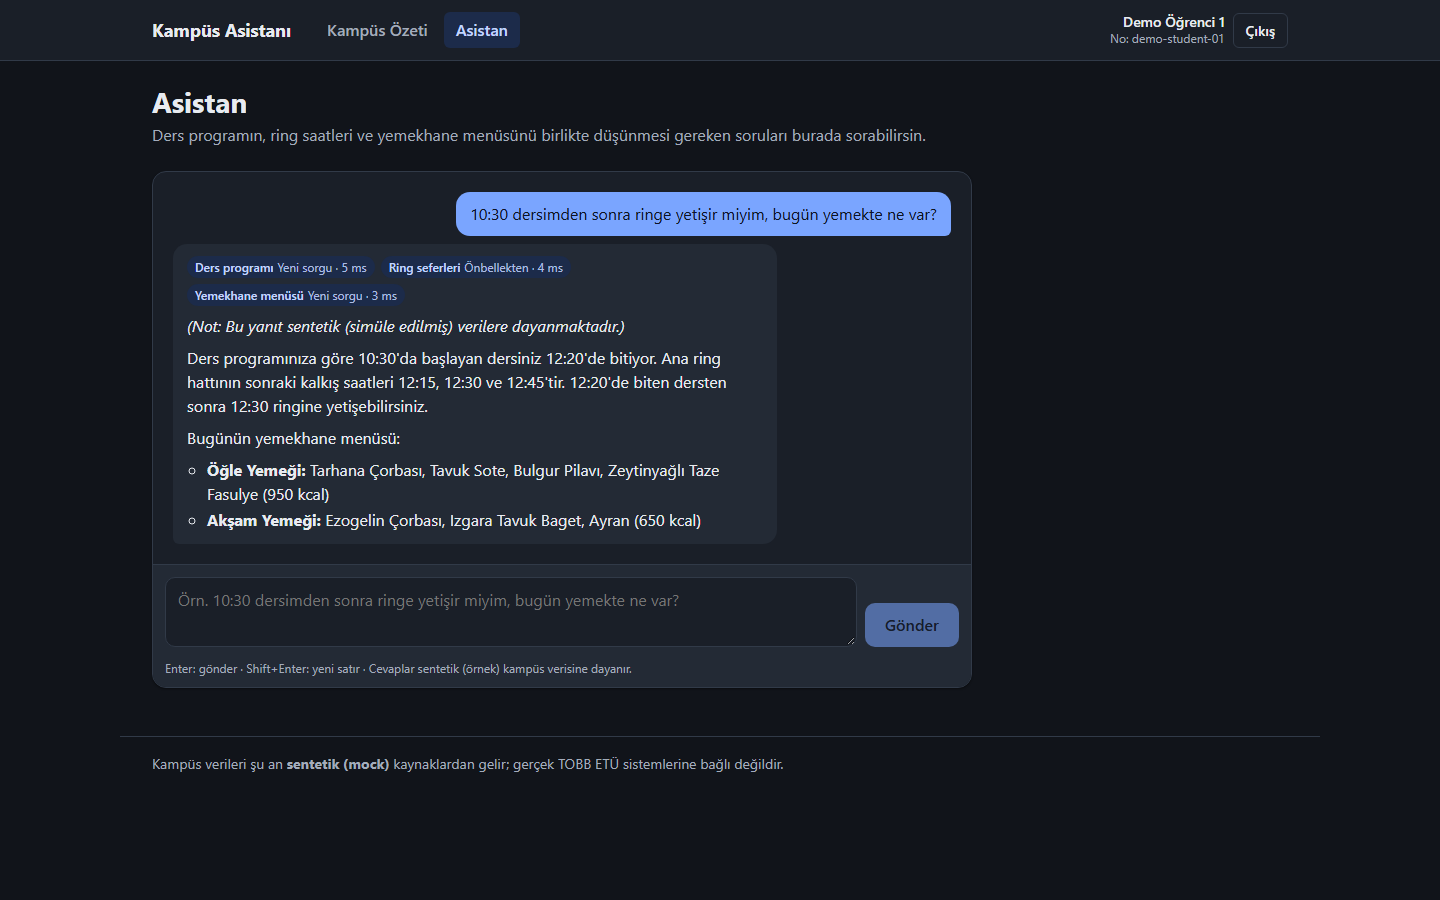 Kampüs Asistanı
Kampüs Özeti
Asistan
Demo Öğrenci 1
No: demo-student-01
Çıkış
Asistan
Ders programın, ring saatleri ve yemekhane menüsünü birlikte düşünmesi gereken soruları burada sorabilirsin.
10:30 dersimden sonra ringe yetişir miyim, bugün yemekte ne var?
Ders programı Yeni sorgu · 5 ms
Ring seferleri Önbellekten · 4 ms
Yemekhane menüsü Yeni sorgu · 3 ms
(Not: Bu yanıt sentetik (simüle edilmiş) verilere dayanmaktadır.)
Ders programınıza göre 10:30'da başlayan dersiniz 12:20'de bitiyor. Ana ring
hattının sonraki kalkış saatleri 12:15, 12:30 ve 12:45'tir. 12:20'de biten dersten
sonra 12:30 ringine yetişebilirsiniz.
Bugünün yemekhane menüsü:
Öğle Yemeği: Tarhana Çorbası, Tavuk Sote, Bulgur Pilavı, Zeytinyağlı Taze
Fasulye (950 kcal)
Akşam Yemeği: Ezogelin Çorbası, Izgara Tavuk Baget, Ayran (650 kcal)
Örn. 10:30 dersimden sonra ringe yetişir miyim, bugün yemekte ne var?
Gönder
Enter: gönder · Shift+Enter: yeni satır · Cevaplar sentetik (örnek) kampüs verisine dayanır.
Kampüs verileri şu an sentetik (mock) kaynaklardan gelir; gerçek TOBB ETÜ sistemlerine bağlı değildir.